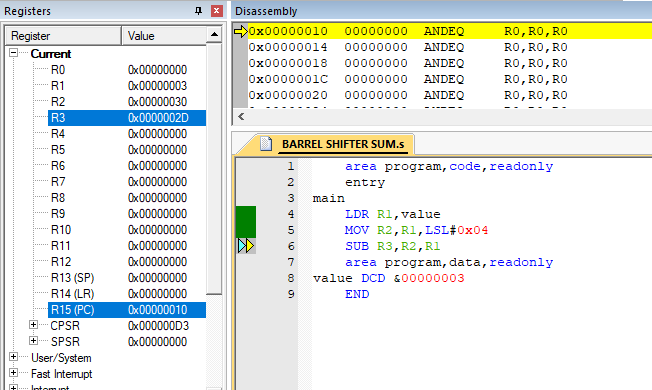 Registers
Register Value
Current
R0 0x00000000
R1 0x00000003
R2 0x00000030
R3 0x0000002D
R4 0x00000000
R5 0x00000000
R6 0x00000000
R7 0x00000000
R8 0x00000000
R9 0x00000000
R10 0x00000000
R11 0x00000000
R12 0x00000000
R13 (SP) 0x00000000
R14 (LR) 0x00000000
R15 (PC) 0x00000010
CPSR 0x000000D3
SPSR 0x00000000
User/System
Fast Interrupt
Interrupt
Disassembly
0x00000010 00000000 ANDEQ R0,R0,R0
0x00000014 00000000 ANDEQ R0,R0,R0
0x00000018 00000000 ANDEQ R0,R0,R0
0x0000001C 00000000 ANDEQ R0,R0,R0
0x00000020 00000000 ANDEQ R0,R0,R0
BARREL SHIFTER SUM.s
1 area program,code,readonly
2 entry
3 main
4 LDR R1,value
5 MOV R2,R1,LSL#0x04
6 SUB R3,R2,R1
7 area program,data,readonly
8 value DCD &00000003
9 END